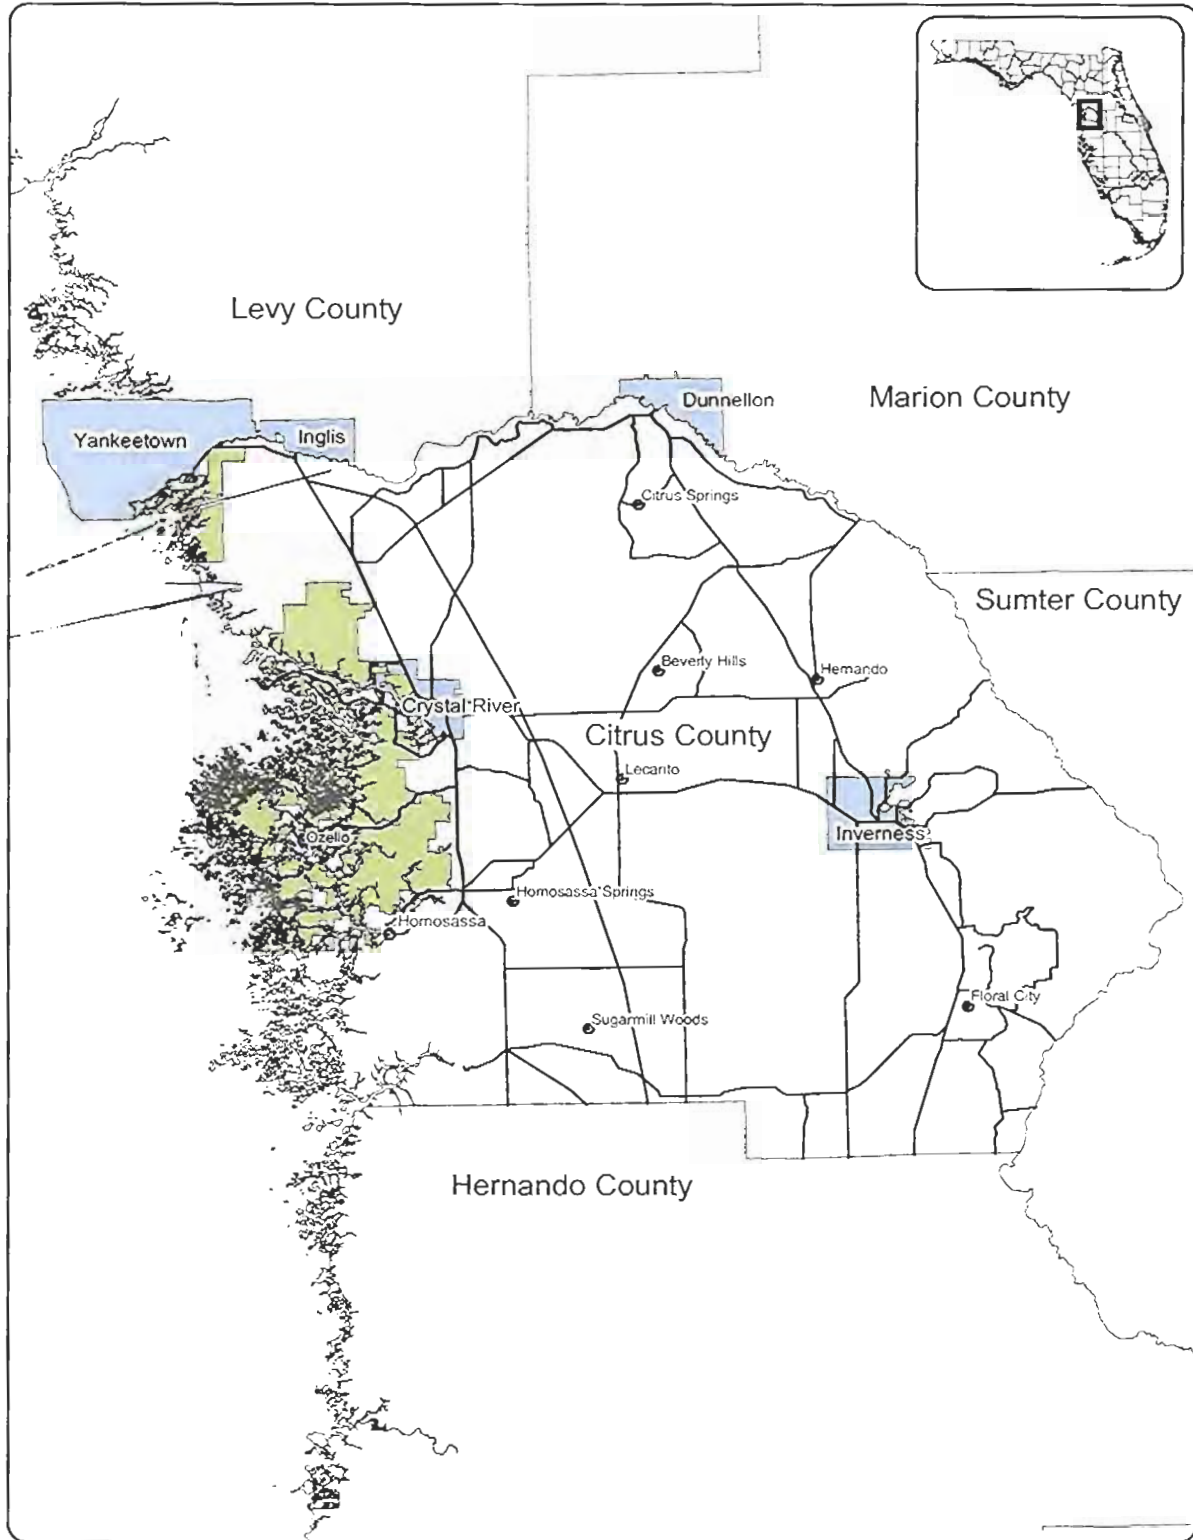 Levy County
Marion County
Dunnellon
Yankeetown
Inglis
Citrus Springs
Sumter County
Beverly Hills
Hernando
Crystal River
Citrus County
Lecanto
Inverness
Ozello
Homosassa Springs
Homosassa
Floral City
Sugarmill Woods
Hernando County